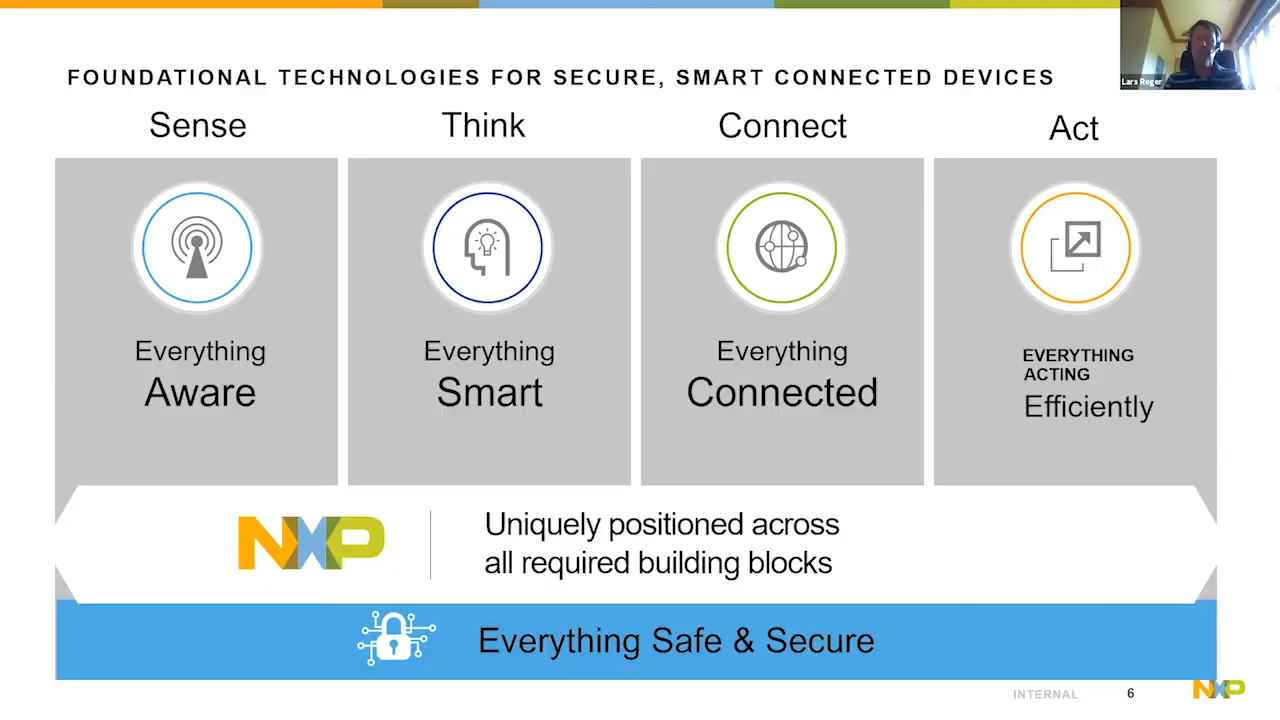 FOUNDATIONAL TECHNOLOGIES FOR SECURE, SMART CONNECTED DEVICES
Lars Reger
Sense
Think
Connect
Act
Everything
Aware
Everything
Smart
Everything
Connected
EVERYTHING
ACTING
Efficiently
NXP
Uniquely positioned across
all required building blocks
Everything Safe & Secure
INTERNAL
6
NXP